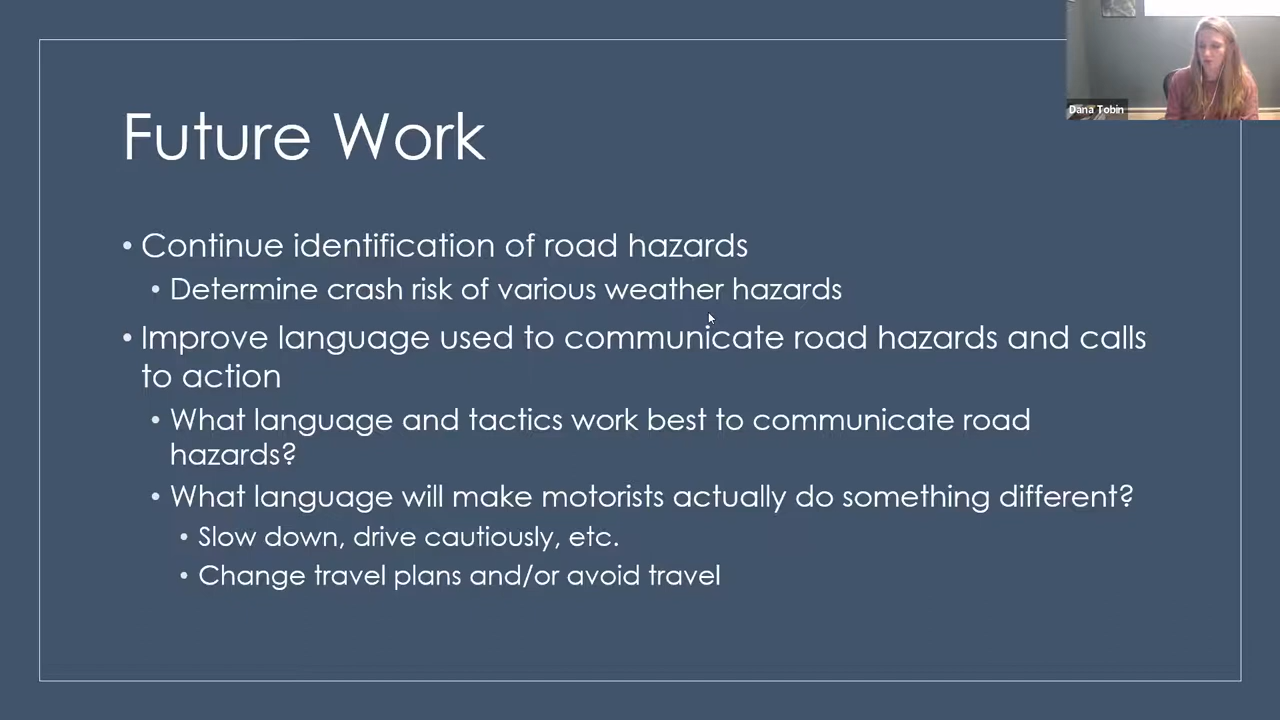 Future Work
• Continue identification of road hazards
• Determine crash risk of various weather hazards
• Improve language used to communicate road hazards and calls
to action
• What language and tactics work best to communicate road
hazards?
• What language will make motorists actually do something different?
• Slow down, drive cautiously, etc.
• Change travel plans and/or avoid travel
Dana Tobin